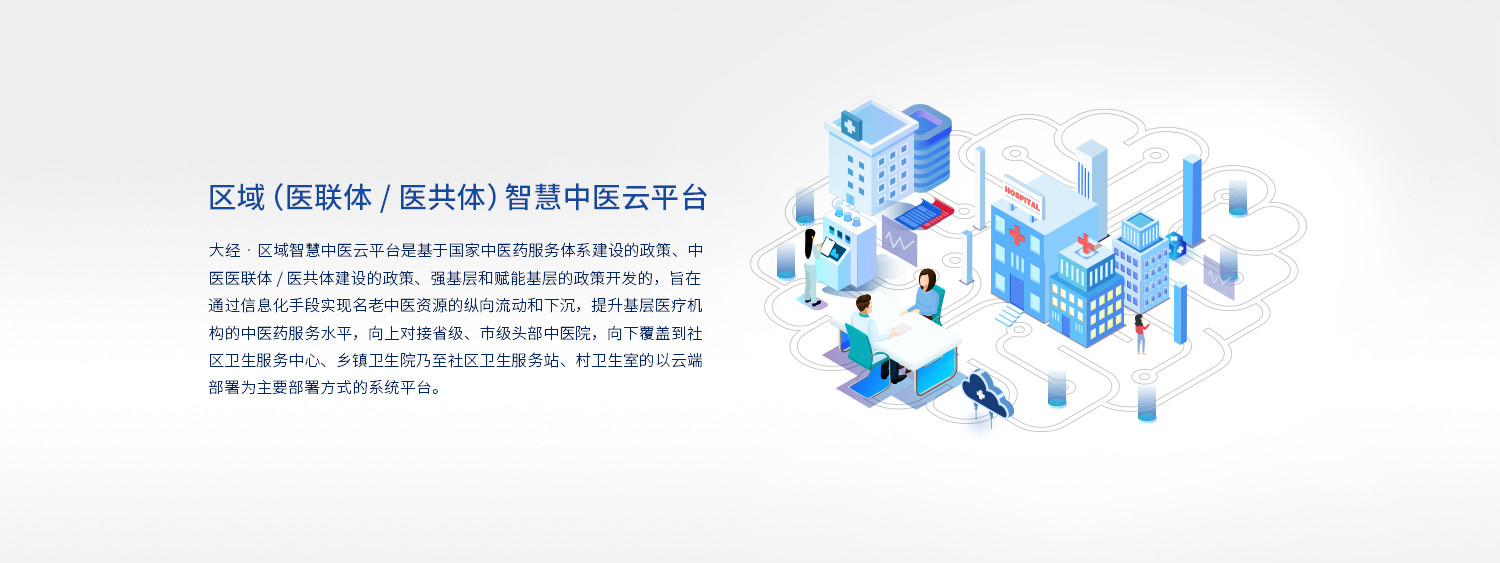 区域（医联体 / 医共体）智慧中医云平台
大经 · 区域智慧中医云平台是基于国家中医药服务体系建设的政策、中
医医联体 / 医共体建设的政策、强基层和赋能基层的政策开发的，旨在
通过信息化手段实现名老中医资源的纵向流动和下沉，提升基层医疗机
构的中医药服务水平，向上对接省级、市级头部中医院，向下覆盖到社
区卫生服务中心、乡镇卫生院乃至社区卫生服务站、村卫生室的以云端
部署为主要部署方式的系统平台。
HOSPITAL